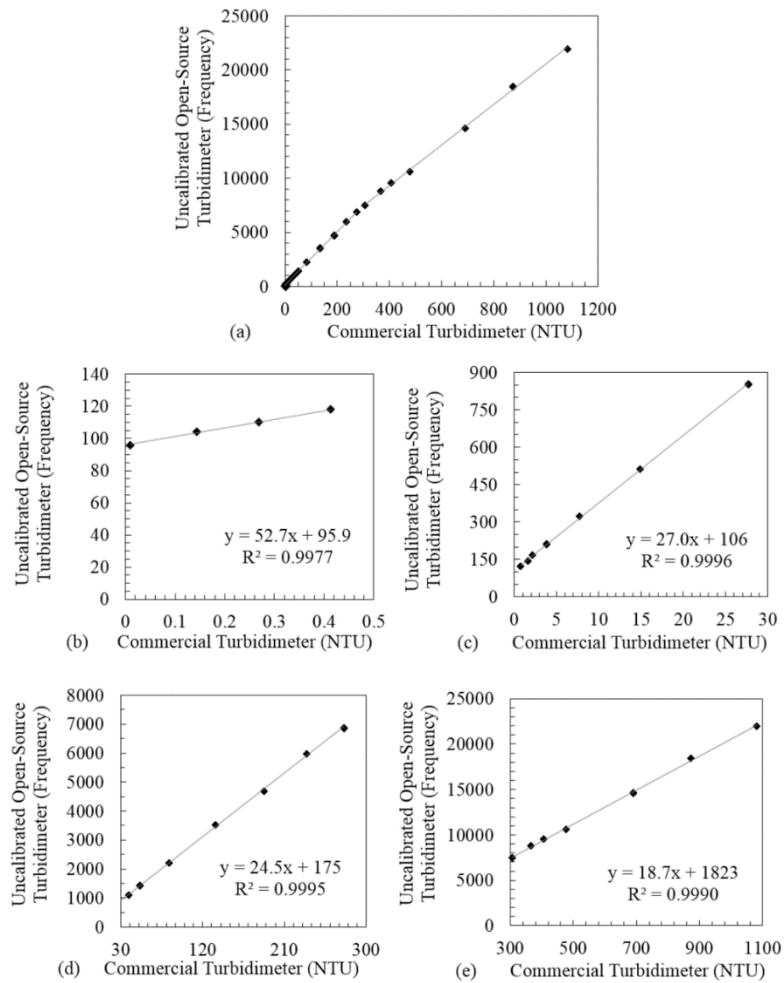 Uncalibrated Open-Source
Turbidimeter (Frequency)
25000
20000
15000
10000
5000
0
0 200 400 600 800 1000 1200
(a) Commercial Turbidimeter (NTU)
Uncalibrated Open-Source
Turbidimeter (Frequency)
140
120
100
80
60
40
20
0
y = 52.7x + 95.9
R² = 0.9977
0 0.1 0.2 0.3 0.4 0.5
(b) Commercial Turbidimeter (NTU)
Uncalibrated Open-Source
Turbidimeter (Frequency)
900
750
600
450
300
150
0
y = 27.0x + 106
R² = 0.9996
0 5 10 15 20 25 30
(c) Commercial Turbidimeter (NTU)
Uncalibrated Open-Source
Turbidimeter (Frequency)
8000
7000
6000
5000
4000
3000
2000
1000
0
y = 24.5x + 175
R² = 0.9995
30 120 210 300
(d) Commercial Turbidimeter (NTU)
Uncalibrated Open-Source
Turbidimeter (Frequency)
25000
20000
15000
10000
5000
0
y = 18.7x + 1823
R² = 0.9990
300 500 700 900 1100
(e) Commercial Turbidimeter (NTU)